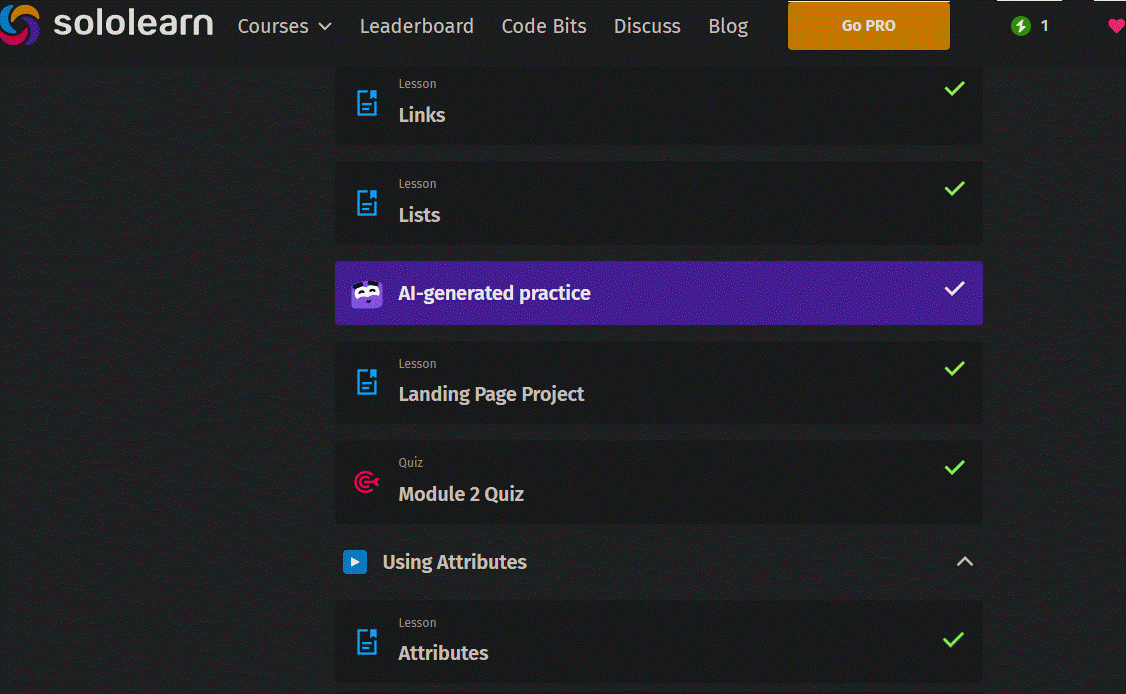 sololearn Courses Leaderboard Code Bits Discuss Blog Go PRO 1
Lesson
Links
Lesson
Lists
AI-generated practice
Lesson
Landing Page Project
Quiz
Module 2 Quiz
Using Attributes
Lesson
Attributes